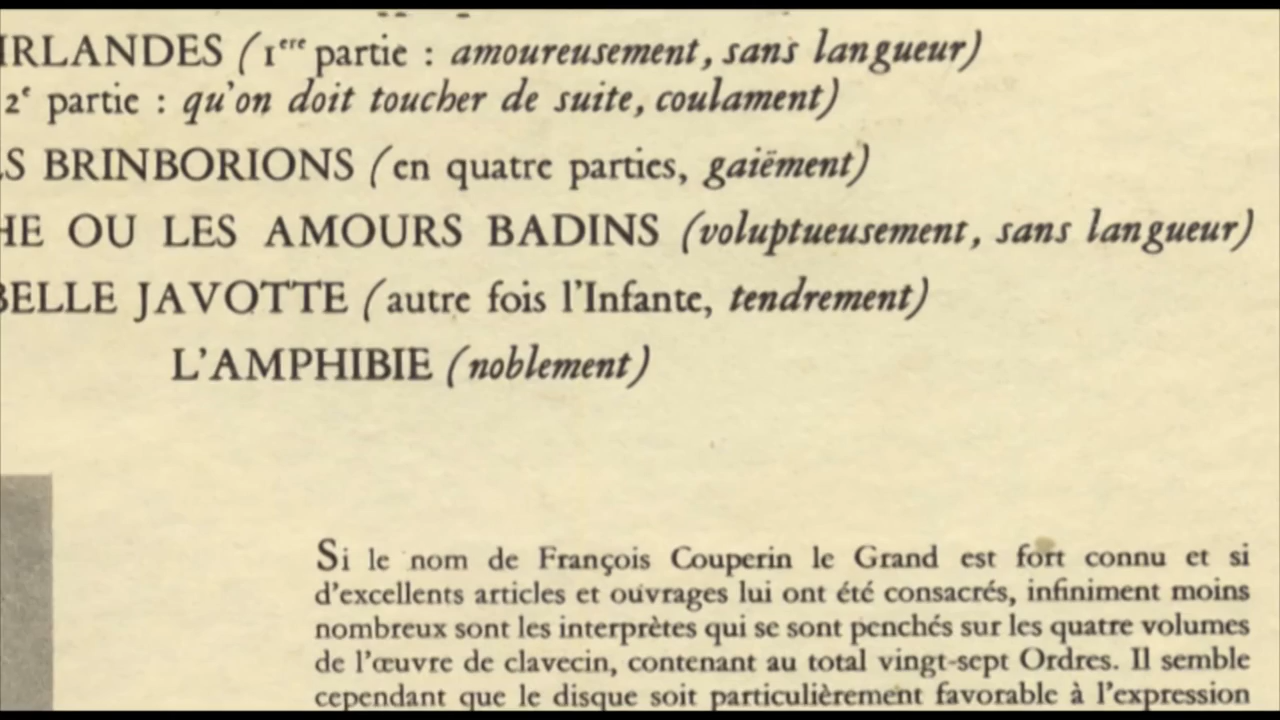 IRLANDES (1ere partie : amoureusement, sans langueur)
2e partie : qu'on doit toucher de suite, coulament)
S BRINBORIONS (en quatre parties, gaiëment)
HE OU LES AMOURS BADINS (voluptueusement, sans langueur)
BELLE JAVOTTE (autre fois l'Infante, tendrement)
L'AMPHIBIE (noblement)
Si le nom de François Couperin le Grand est fort connu et si
d'excellents articles et ouvrages lui ont été consacrés, infiniment moins
nombreux sont les interprètes qui se sont penchés sur les quatre volumes
de l'œuvre de clavecin, contenant au total vingt-sept Ordres. Il semble
cependant que le disque soit particulièrement favorable à l'expression